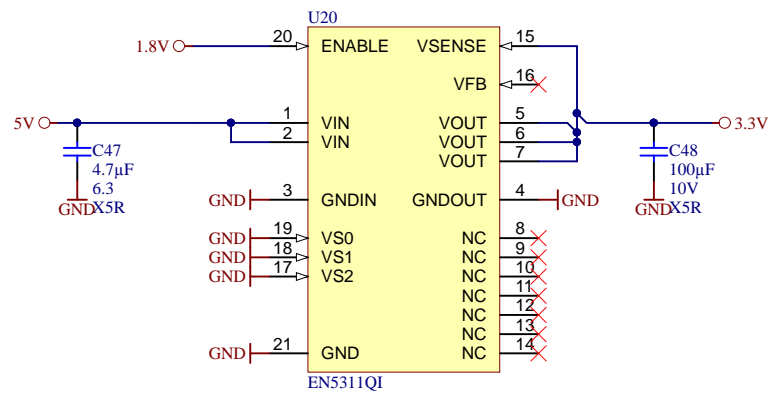 U20
1.8V 20 ENABLE VSENSE 15
VFB 16
5V 1 VIN VOUT 5 3.3V
2 VIN VOUT 6
VOUT 7
C47
4.7µF
6.3
X5R
GND
C48
100µF
10V
X5R
GND
GND 3 GNDIN GNDOUT 4 GND
GND 19 VS0 NC 8
GND 18 VS1 NC 9
GND 17 VS2 NC 10
NC 11
NC 12
NC 13
GND 21 GND NC 14
EN5311QI